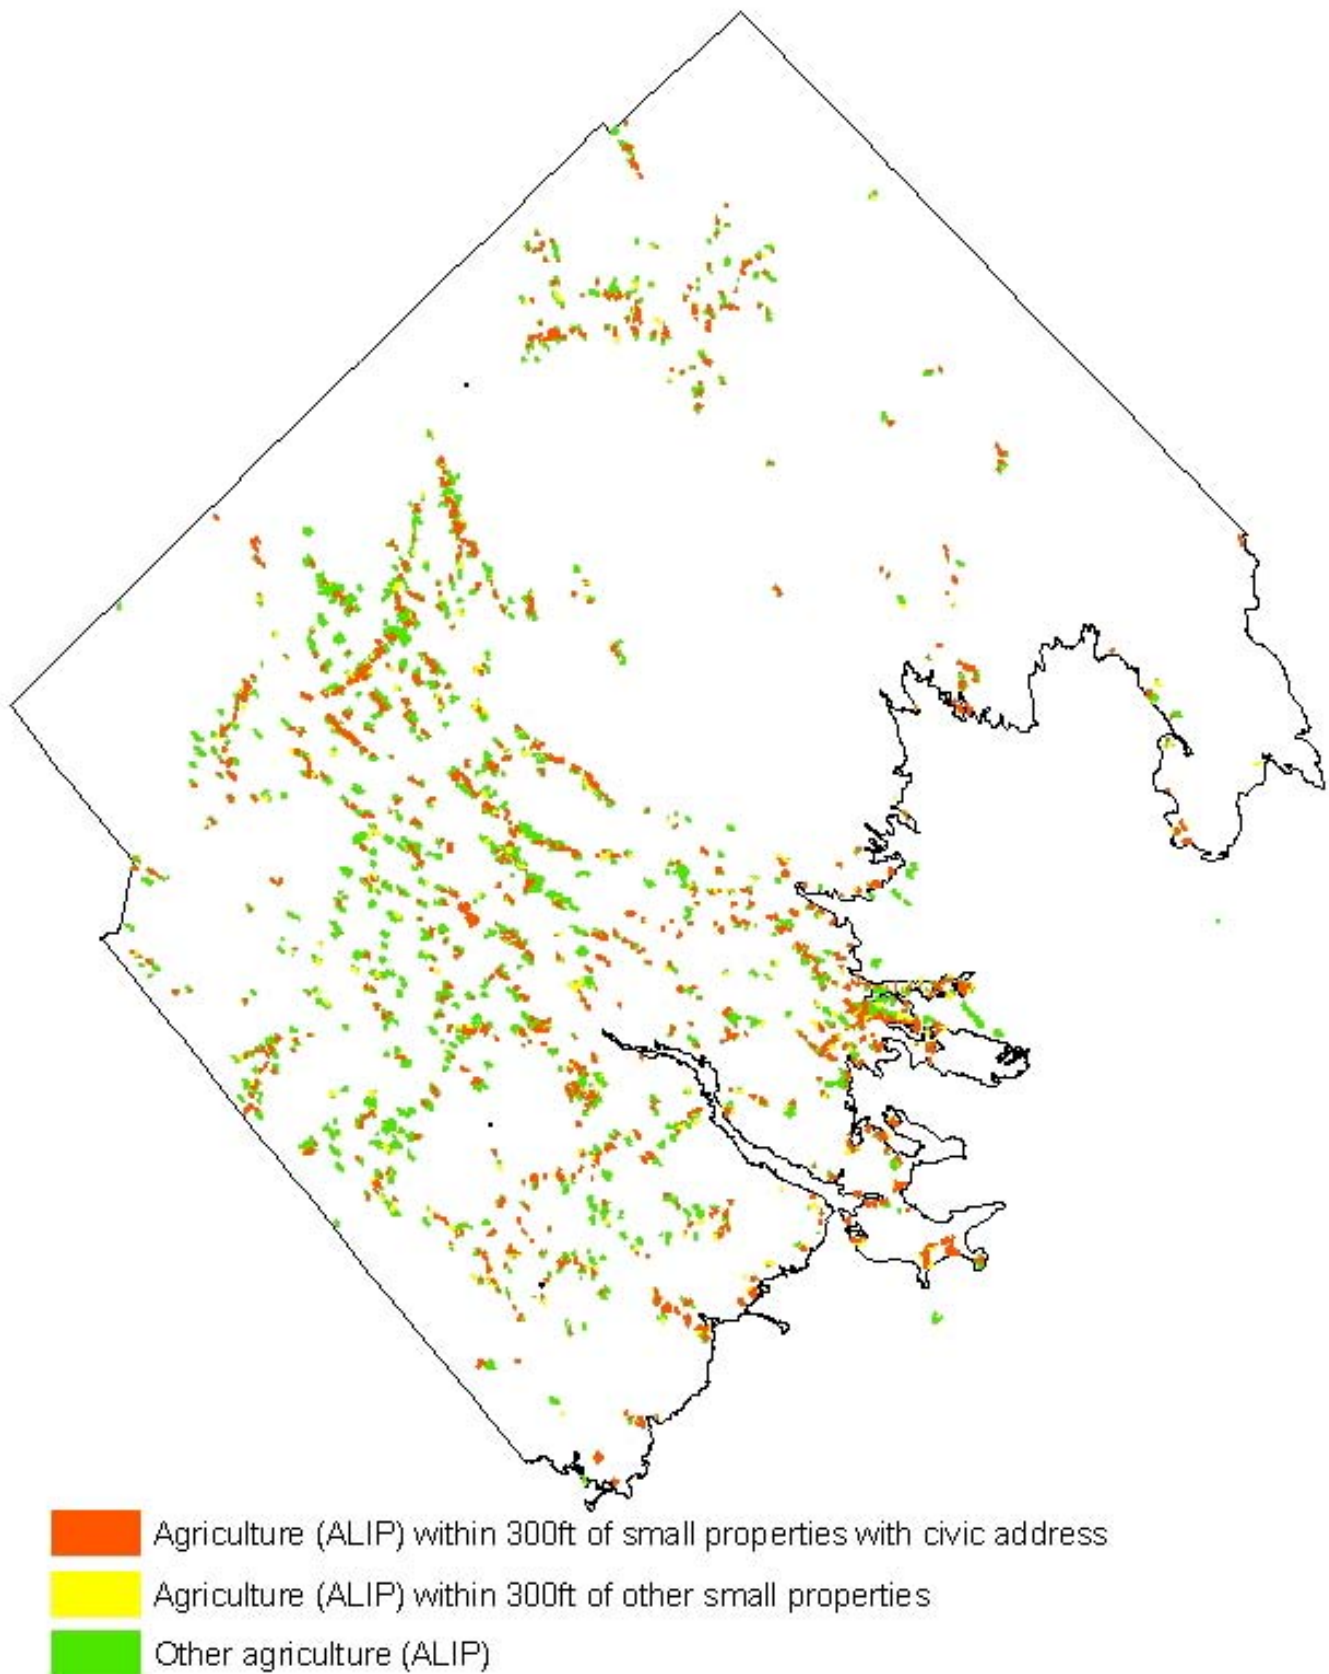 Agriculture (ALIP) within 300ft of small properties with civic address
Agriculture (ALIP) within 300ft of other small properties
Other agriculture (ALIP)